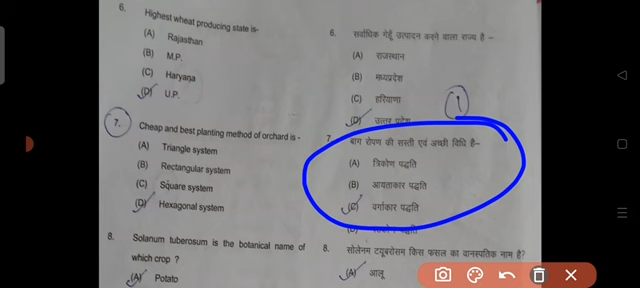 6. Highest wheat producing state is-
(A) Rajasthan
(B) M.P.
(C) Haryana
(D) U.P.
7. Cheap and best planting method of orchard is -
(A) Triangle system
(B) Rectangular system
(C) Square system
(D) Hexagonal system
8. Solanum tuberosum is the botanical name of
which crop ?
(A) Potato
6. सर्वाधिक गेहूँ उत्पादन करने वाला राज्य है –
(A) राजस्थान
(B) मध्यप्रदेश
(C) हरियाणा
(D) उत्तर प्रदेश
1
7. बाग रोपण की सस्ती एवं अच्छी विधि है–
(A) त्रिकोण पद्धति
(B) आयताकार पद्धति
(C) वर्गाकार पद्धति
(D)
8. सोलेनम टयूबरोसम किस फसल का वानस्पतिक नाम है?
(A) आलू